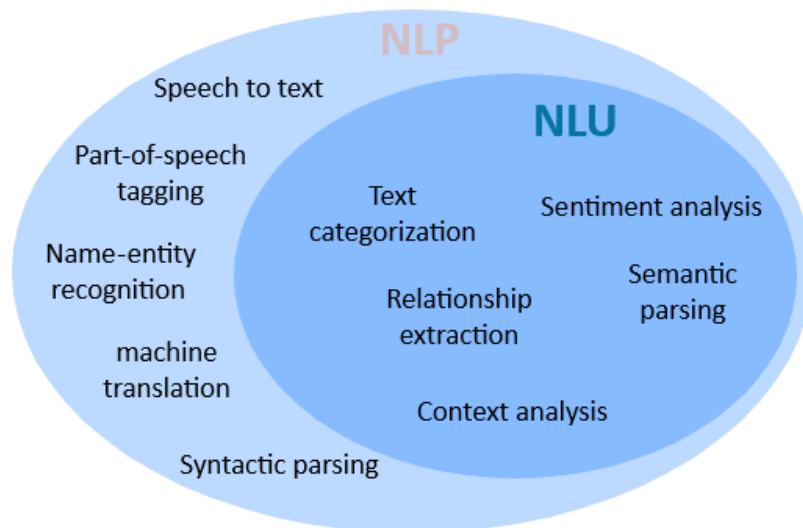 NLP
Speech to text
Part-of-speech
tagging
Name-entity
recognition
machine
translation
Syntactic parsing
NLU
Text
categorization
Sentiment analysis
Relationship
extraction
Semantic
parsing
Context analysis